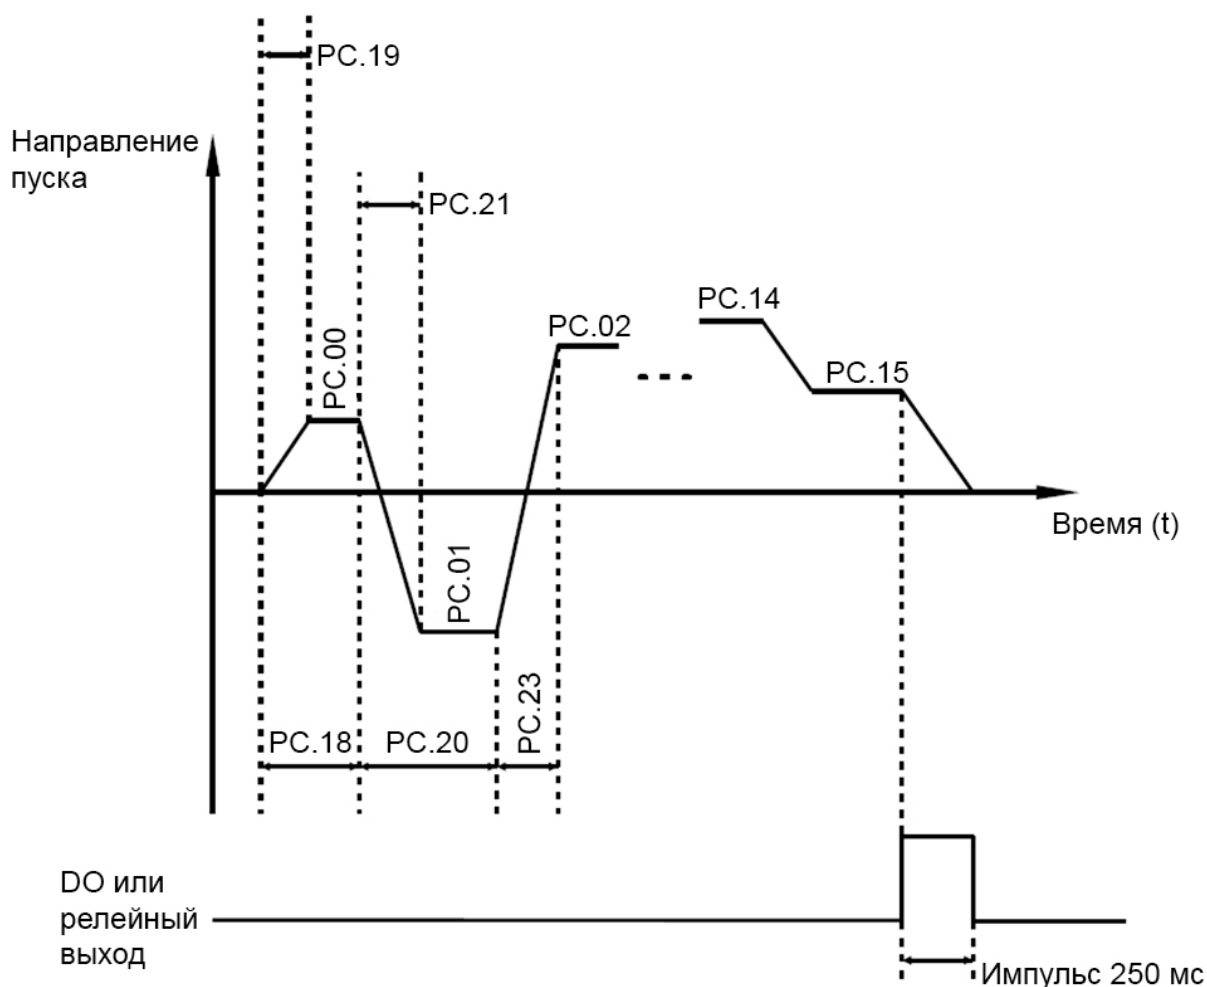 PC.19
Направление
пуска
PC.21
PC.14
PC.02
PC.00
PC.15
Время (t)
PC.01
PC.23
PC.18
PC.20
DO или
релейный
выход
Импульс 250 мс